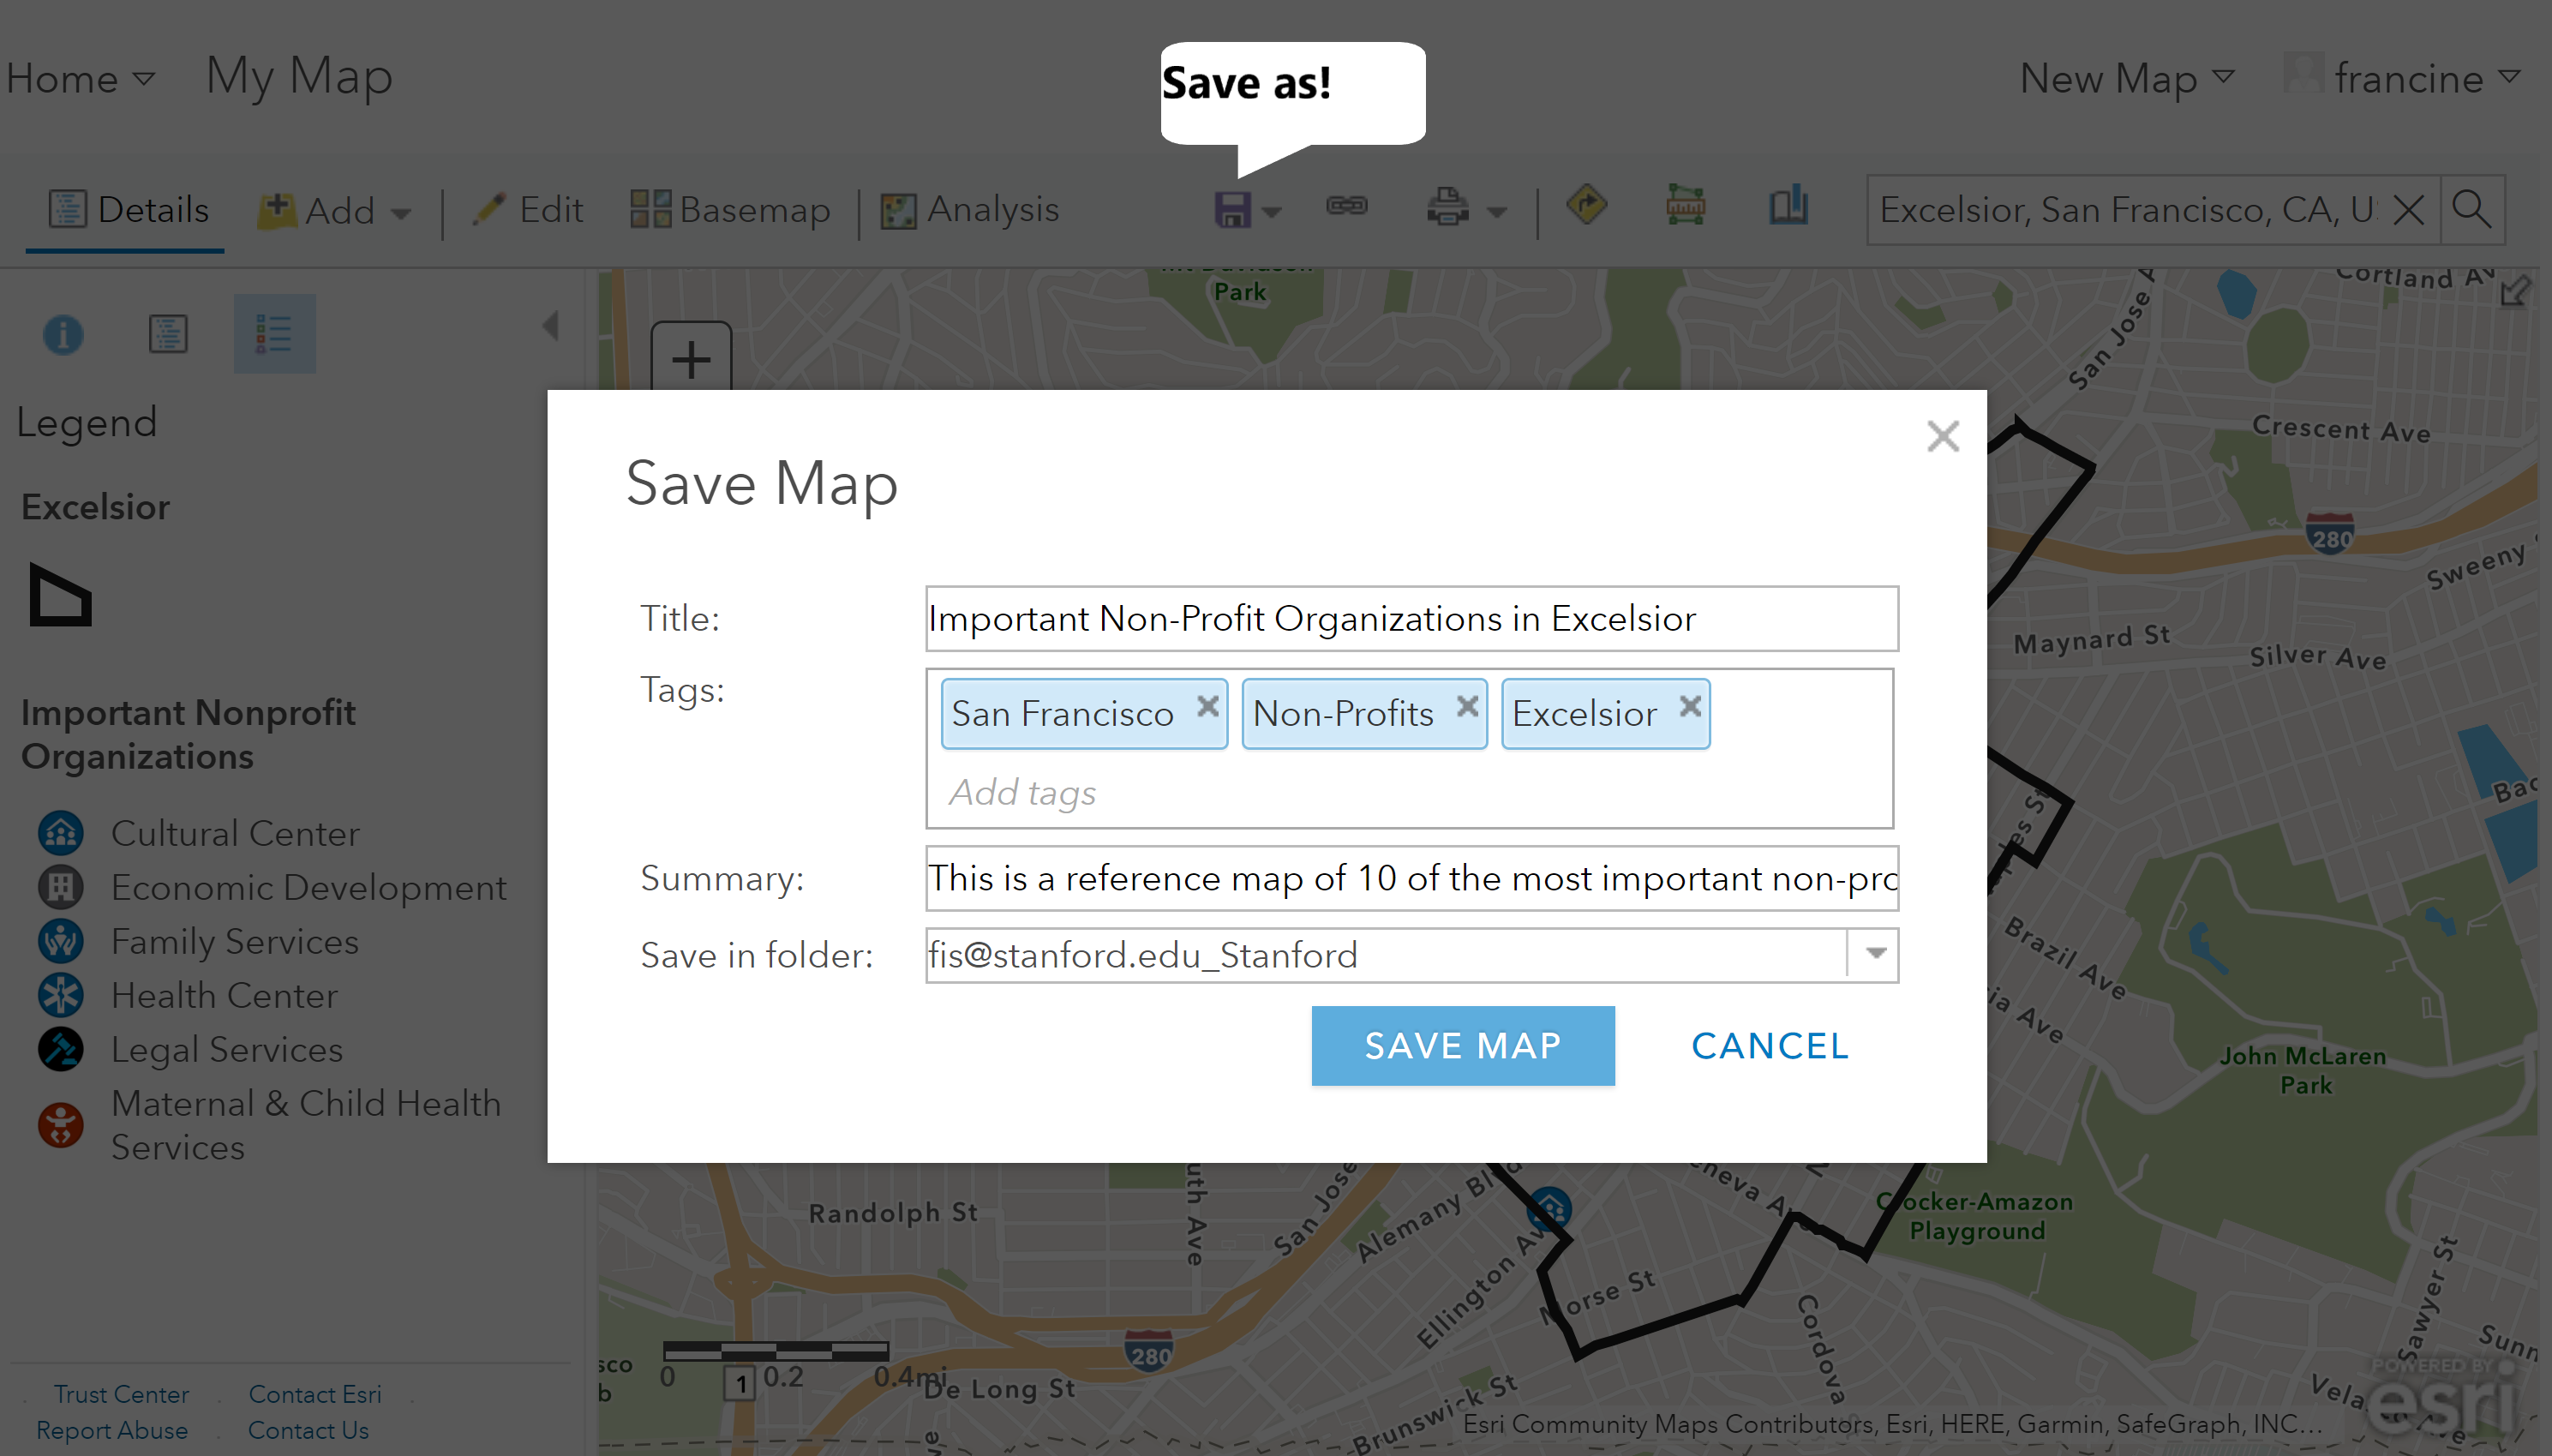 Save as!
Home My Map New Map francine
Details Add Edit Basemap Analysis Excelsior, San Francisco, CA, U
Legend
Excelsior
Important Nonprofit
Organizations
Cultural Center
Economic Development
Family Services
Health Center
Legal Services
Maternal & Child Health
Services
Trust Center Contact Esri
Report Abuse Contact Us
Save Map
Title: Important Non-Profit Organizations in Excelsior
Tags: San Francisco Non-Profits Excelsior
Add tags
Summary: This is a reference map of 10 of the most important non-pro
Save in folder: fis@stanford.edu_Stanford
SAVE MAP CANCEL
Park
Cortland Av
San Jose A
Crescent Ave
280
Sweeny
Maynard St
Silver Ave
Brazil Ave
John McLaren
Park
Crocker-Amazon
Playground
Randolph St
San Jose
Alemany Blvd
Ellington Av
Geneva Av
Morse St
Cordova
Sawyer St
Sunn
280
0 0.2 0.4mi
1
De Long St
Brunswick St
POWERED BY
esri
Esri Community Maps Contributors, Esri, HERE, Garmin, SafeGraph, INC...